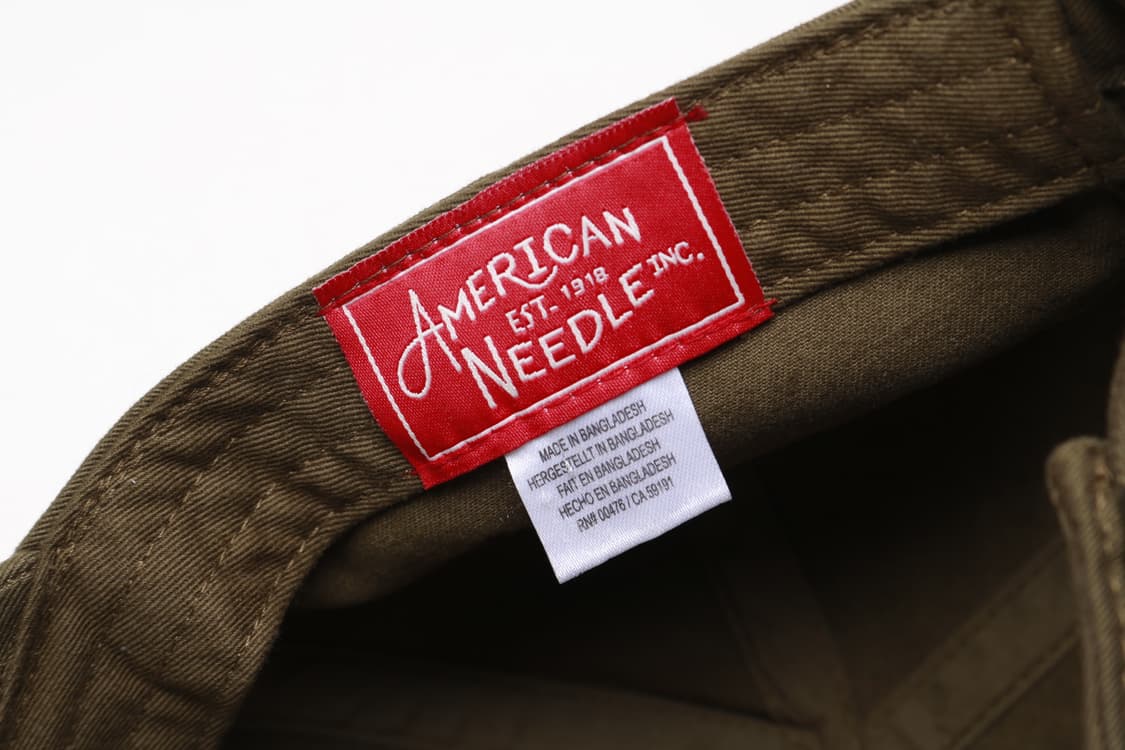 AMERICAN
EST. 1918
NEEDLE INC.
MADE IN BANGLADESH
HERGESTELLT IN BANGLADESH
FAIT EN BANGLADESH
HECHO EN BANGLADESH
RN# 00476 / CA 59191